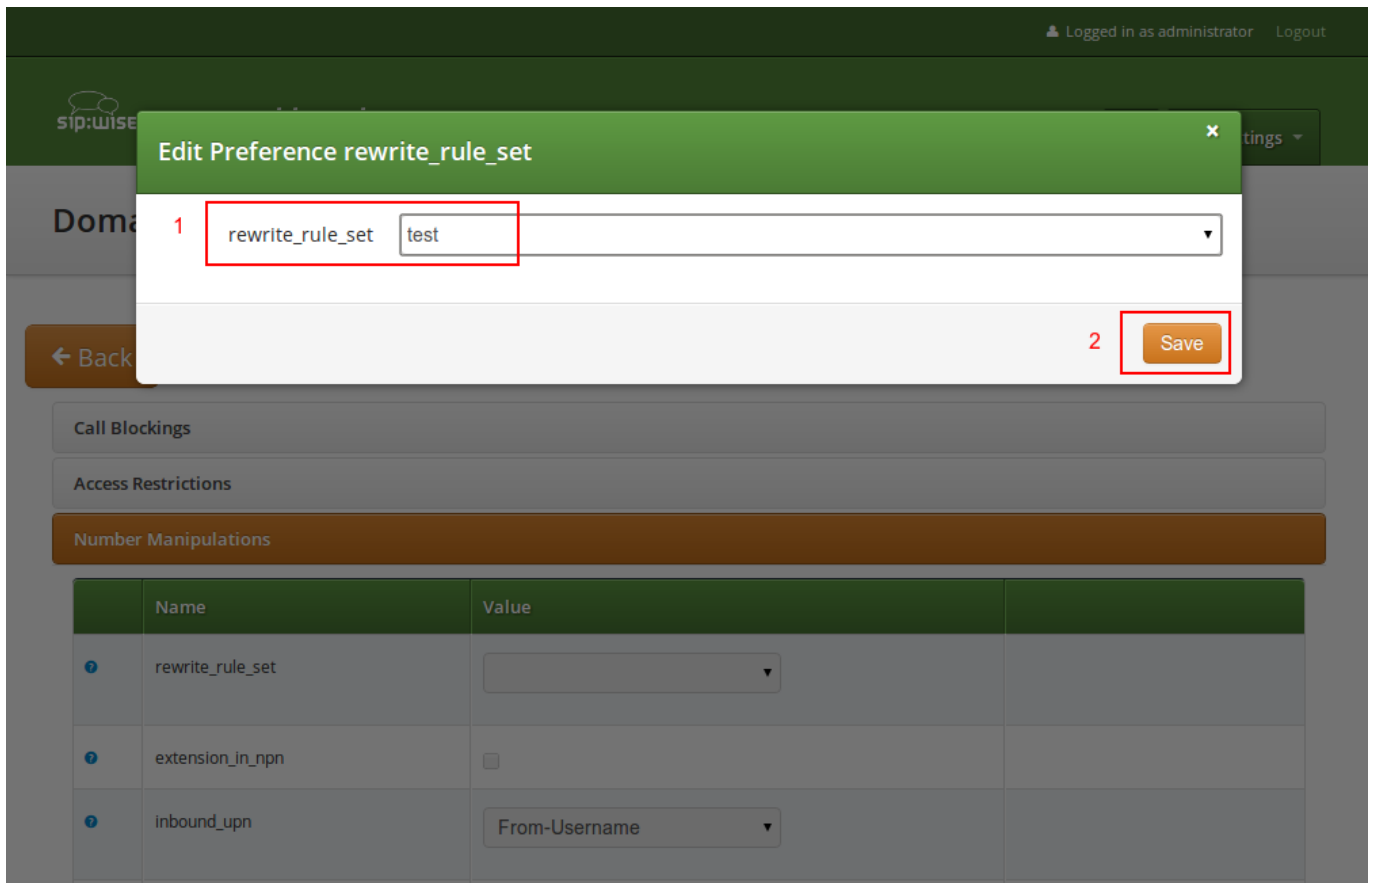 Logged in as administrator Logout
sip:wise
tings
Edit Preference rewrite_rule_set
×
Doma
1
rewrite_rule_set test
2
Save
Back
Call Blockings
Access Restrictions
Number Manipulations
Name Value
rewrite_rule_set
extension_in_npn
inbound_upn From-Username